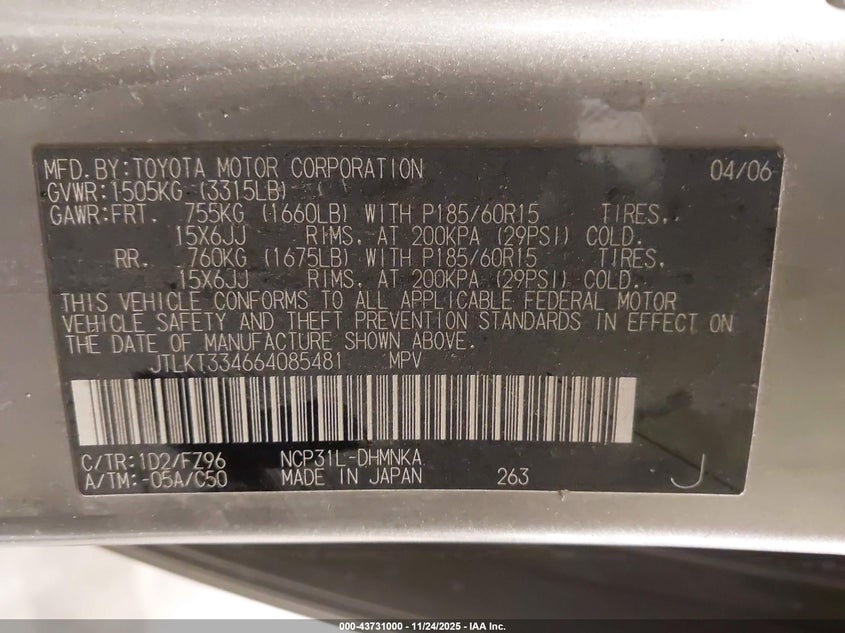 MFD. BY: TOYOTA MOTOR CORPORATION 04/06
GVWR: 1505KG (3315LB)
GAWR: FRT. 755KG (1660LB) WITH P185/60R15 TIRES,
15X6JJ RIMS, AT 200KPA (29PSI) COLD.
RR. 760KG (1675LB) WITH P185/60R15 TIRES,
15X6JJ RIMS, AT 200KPA (29PSI) COLD.
THIS VEHICLE CONFORMS TO ALL APPLICABLE FEDERAL MOTOR
VEHICLE SAFETY AND THEFT PREVENTION STANDARDS IN EFFECT ON
THE DATE OF MANUFACTURE SHOWN ABOVE.
JTLKT334664085481 MPV
C/TR: 1D2/FZ96 NCP31L-DHMNKA
A/TM: -05A/C50 MADE IN JAPAN 263 J
000-43731000 - 11/24/2025 - IAA Inc.